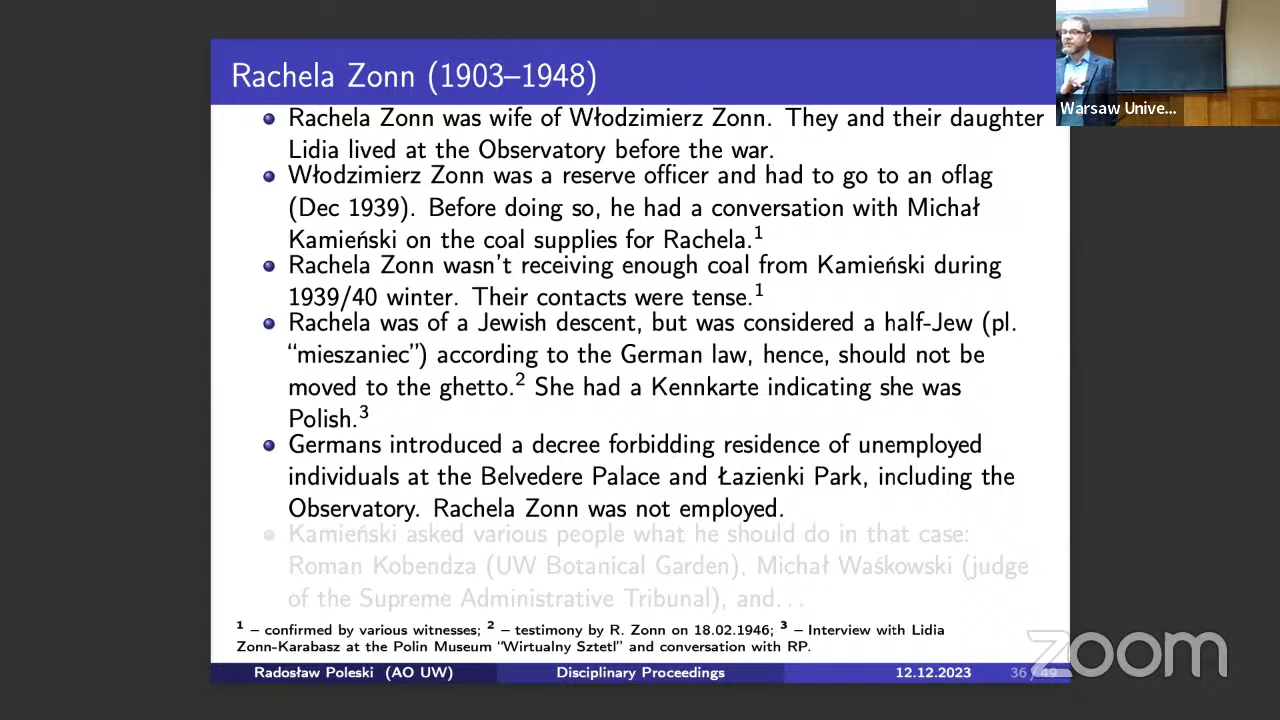 Rachela Zonn (1903–1948)
Rachela Zonn was wife of Włodzimierz Zonn. They and their daughter
Lidia lived at the Observatory before the war.
Włodzimierz Zonn was a reserve officer and had to go to an oflag
(Dec 1939). Before doing so, he had a conversation with Michał
Kamieński on the coal supplies for Rachela.1
Rachela Zonn wasn't receiving enough coal from Kamieński during
1939/40 winter. Their contacts were tense.1
Rachela was of a Jewish descent, but was considered a half-Jew (pl.
“mieszaniec”) according to the German law, hence, should not be
moved to the ghetto.2 She had a Kennkarte indicating she was
Polish.3
Germans introduced a decree forbidding residence of unemployed
individuals at the Belvedere Palace and Łazienki Park, including the
Observatory. Rachela Zonn was not employed.
Kamieński asked various people what he should do in that case:
Roman Kobendza (UW Botanical Garden), Michał Waśkowski (judge
of the Supreme Administrative Tribunal), and...
1 – confirmed by various witnesses; 2 – testimony by R. Zonn on 18.02.1946; 3 – Interview with Lidia
Zonn-Karabasz at the Polin Museum “Wirtualny Sztetl” and conversation with RP.
Radosław Poleski (AO UW) Disciplinary Proceedings 12.12.2023 36 / 49
Warsaw Unive...
zoom